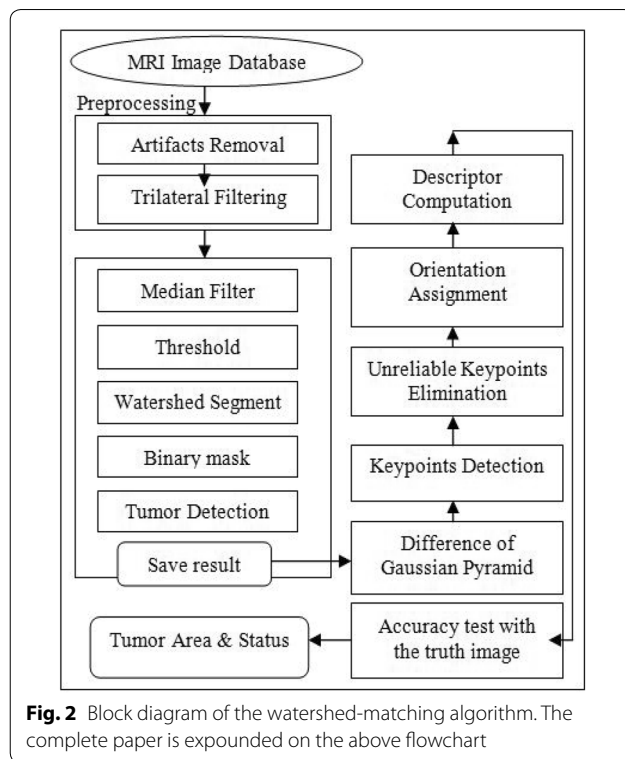 MRI Image Database
Preprocessing
Artifacts Removal
Trilateral Filtering
Median Filter
Threshold
Watershed Segment
Binary mask
Tumor Detection
Save result
Difference of
Gaussian Pyramid
Keypoints Detection
Unreliable Keypoints
Elimination
Orientation
Assignment
Descriptor
Computation
Accuracy test with
the truth image
Tumor Area & Status
Fig. 2 Block diagram of the watershed-matching algorithm. The
complete paper is expounded on the above flowchart